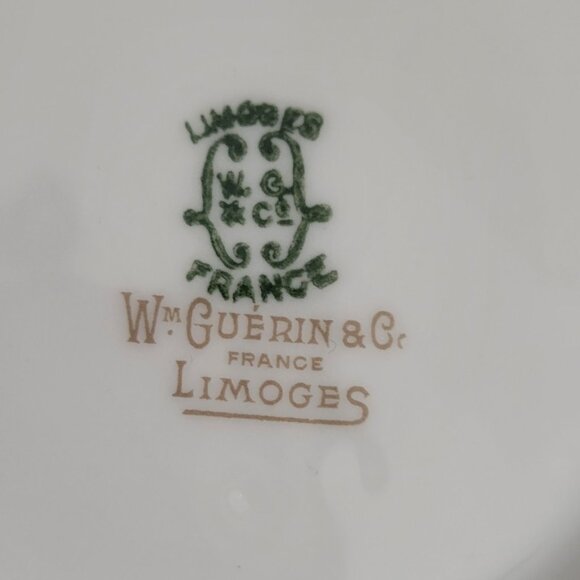 LIMOGES
W. G.
& Co
FRANCE
WM. GUÉRIN & Co
FRANCE
LIMOGES